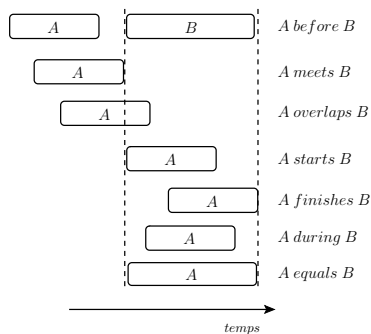 A B A before B
A A meets B
A A overlaps B
A A starts B
A A finishes B
A A during B
A A equals B
temps